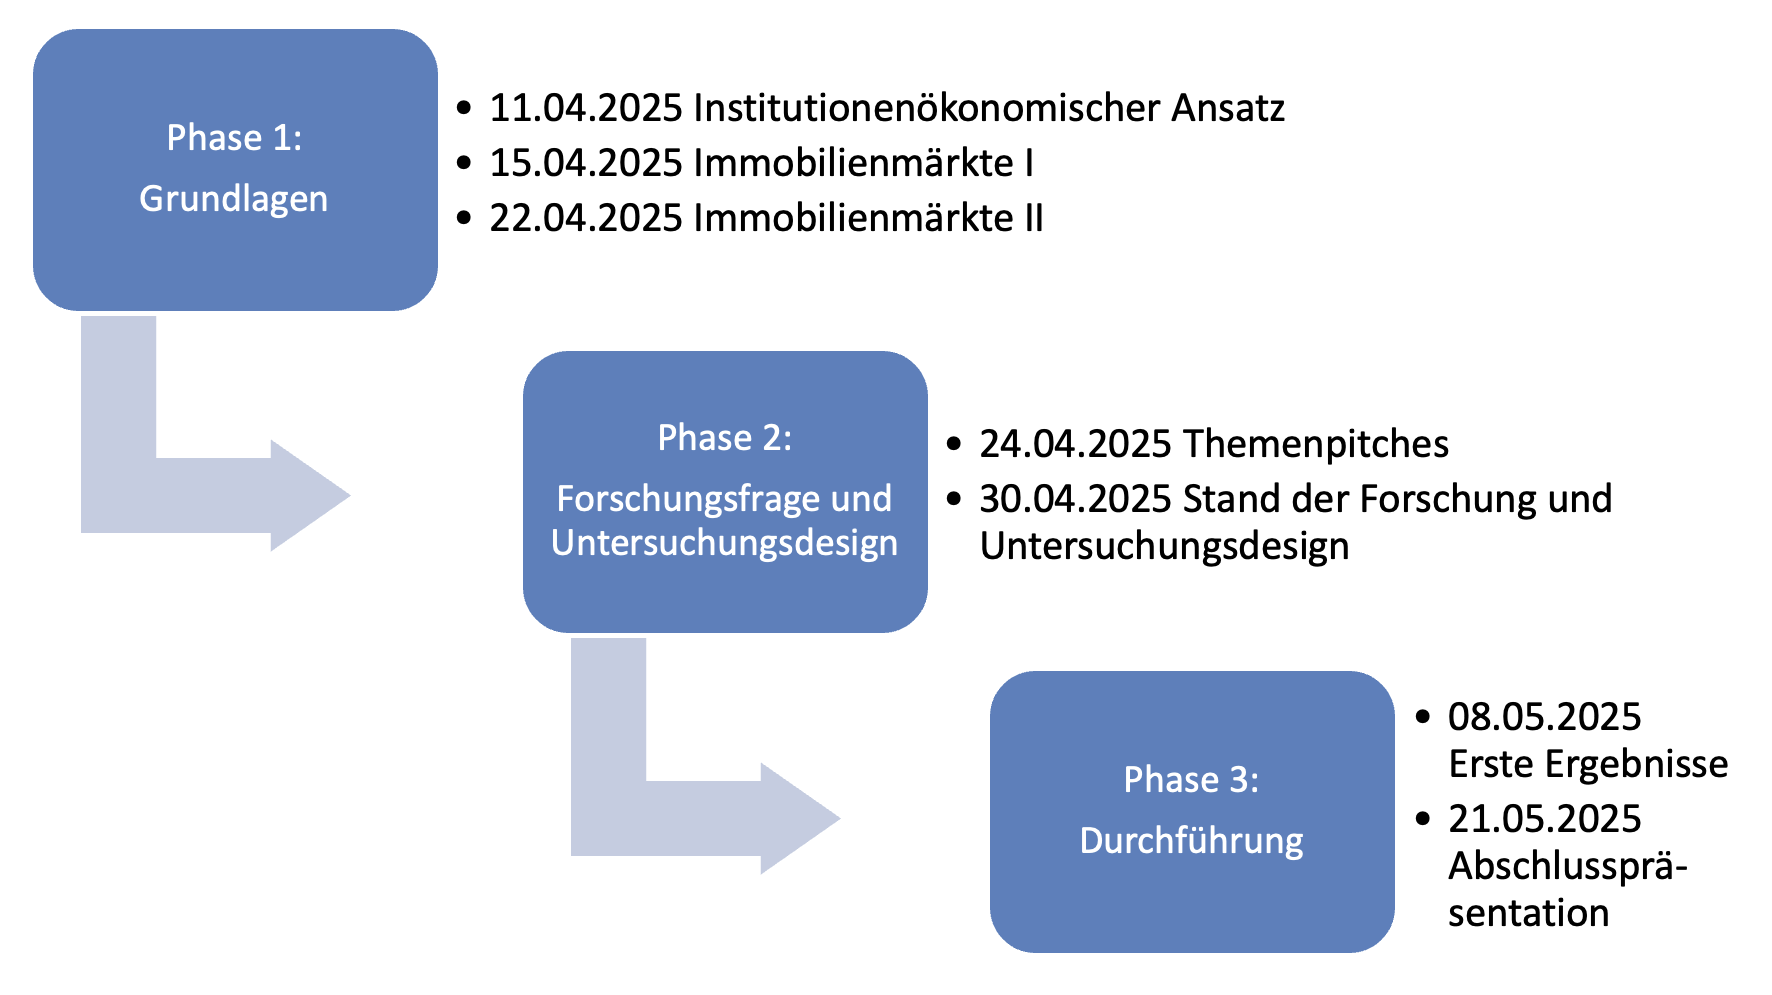 Phase 1:
Grundlagen
• 11.04.2025 Institutionenökonomischer Ansatz
• 15.04.2025 Immobilienmärkte I
• 22.04.2025 Immobilienmärkte II
Phase 2:
Forschungsfrage und
Untersuchungsdesign
• 24.04.2025 Themenpitches
• 30.04.2025 Stand der Forschung und
Untersuchungsdesign
Phase 3:
Durchführung
• 08.05.2025
Erste Ergebnisse
• 21.05.2025
Abschlussprä-
sentation